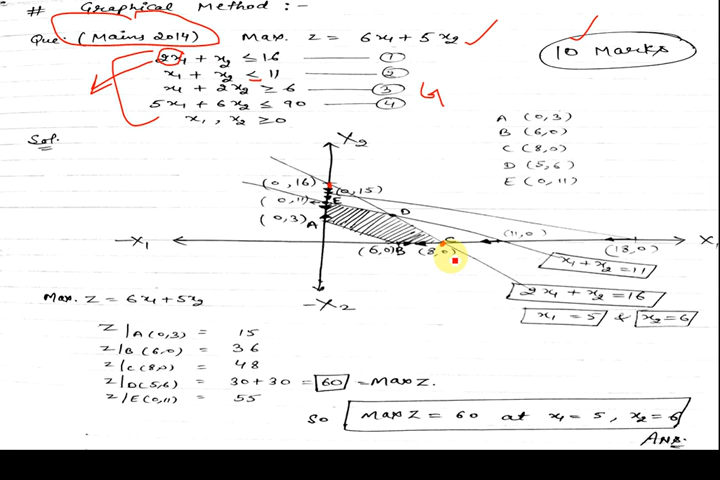 # Graphical Method :-
Que. (Mains 2014) Max. Z = 6x1 + 5x2
10 Marks
2x1 + x2 ≤ 16 ——— ①
x1 + x2 ≤ 11 ——— ②
x1 + 2x2 ≥ 6 ——— ③
5x1 + 6x2 ≤ 90 ——— ④
x1, x2 ≥ 0
A (0,3)
B (6,0)
C (8,0)
D (5,6)
E (0,11)
Sol.
X2
(0,16)
(0,15)
(0,11) E
D
(0,3) A
-X1
(6,0) B
(8,0) C
(11,0)
(18,0)
X1
-X2
x1 + x2 = 11
2x1 + x2 = 16
x1 = 5 & x2 = 6
Max. Z = 6x1 + 5x2
Z/A(0,3) = 15
Z/B(6,0) = 36
Z/C(8,0) = 48
Z/D(5,6) = 30+30 = 60 = Max Z.
Z/E(0,11) = 55
So Max Z = 60 at x1 = 5, x2 = 6
Ans.